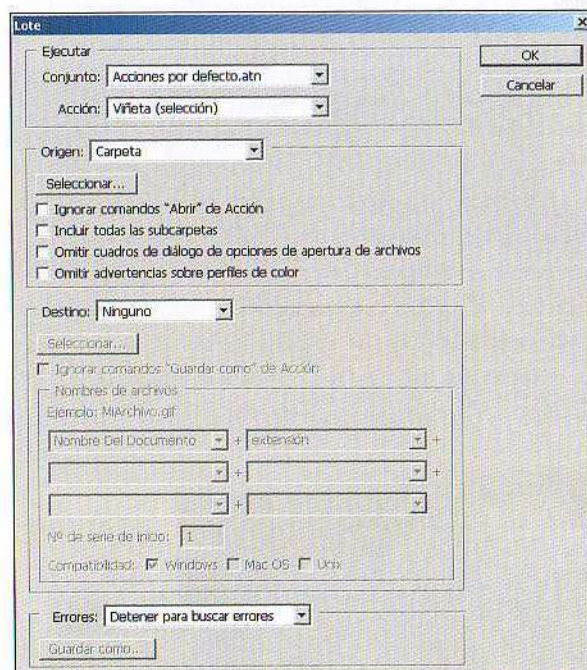 Lote
Ejecutar
Conjunto: Acciones por defecto.atn
Acción: Viñeta (selección)
OK
Cancelar
Origen: Carpeta
Seleccionar...
Ignorar comandos "Abrir" de Acción
Incluir todas las subcarpetas
Omitir cuadros de diálogo de opciones de apertura de archivos
Omitir advertencias sobre perfiles de color
Destino: Ninguno
Seleccionar...
Ignorar comandos "Guardar como" de Acción
Nombres de archivos
Ejemplo: MiArchivo.gif
Nombre Del Documento + extensión +
+ +
+
Nº de serie de inicio: 1
Compatibilidad: Windows Mac OS Unix
Errores: Detener para buscar errores
Guardar como...